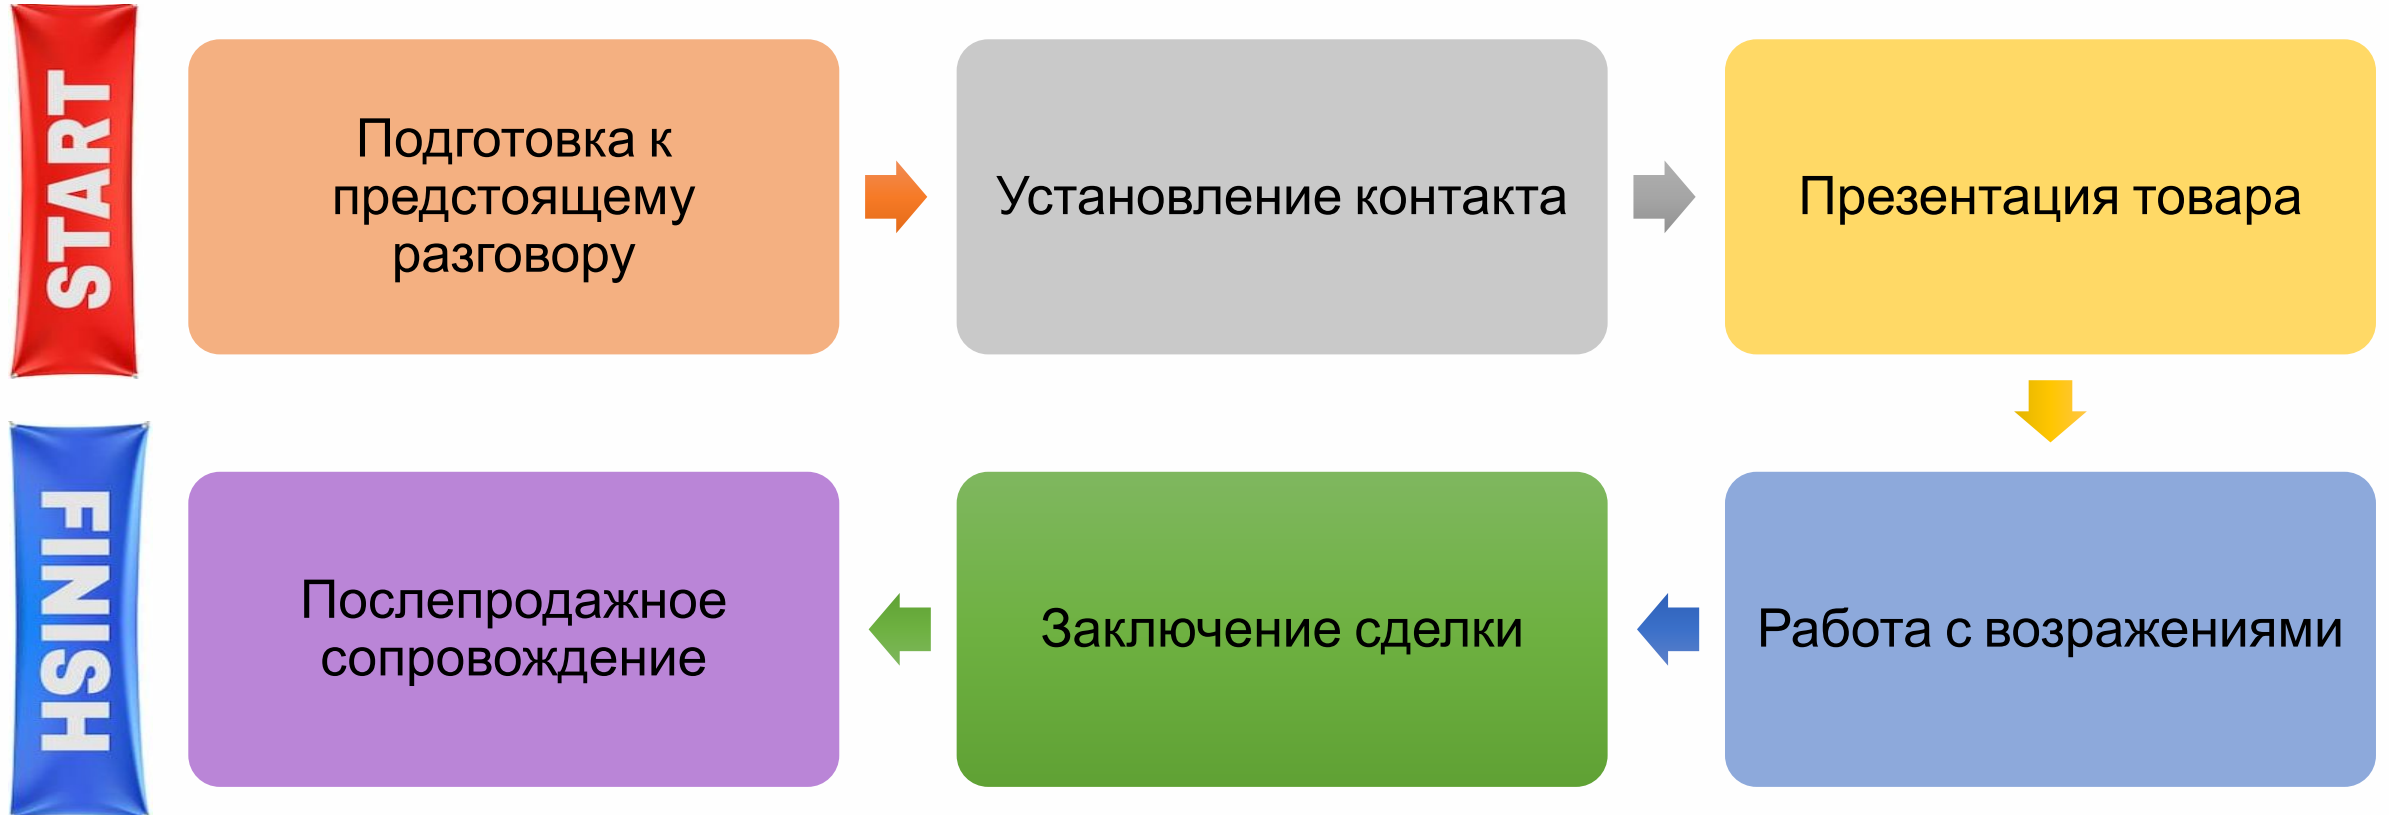 START
Подготовка к
предстоящему
разговору
Установление контакта
Презентация товара
FINISH
Послепродажное
сопровождение
Заключение сделки
Работа с возражениями